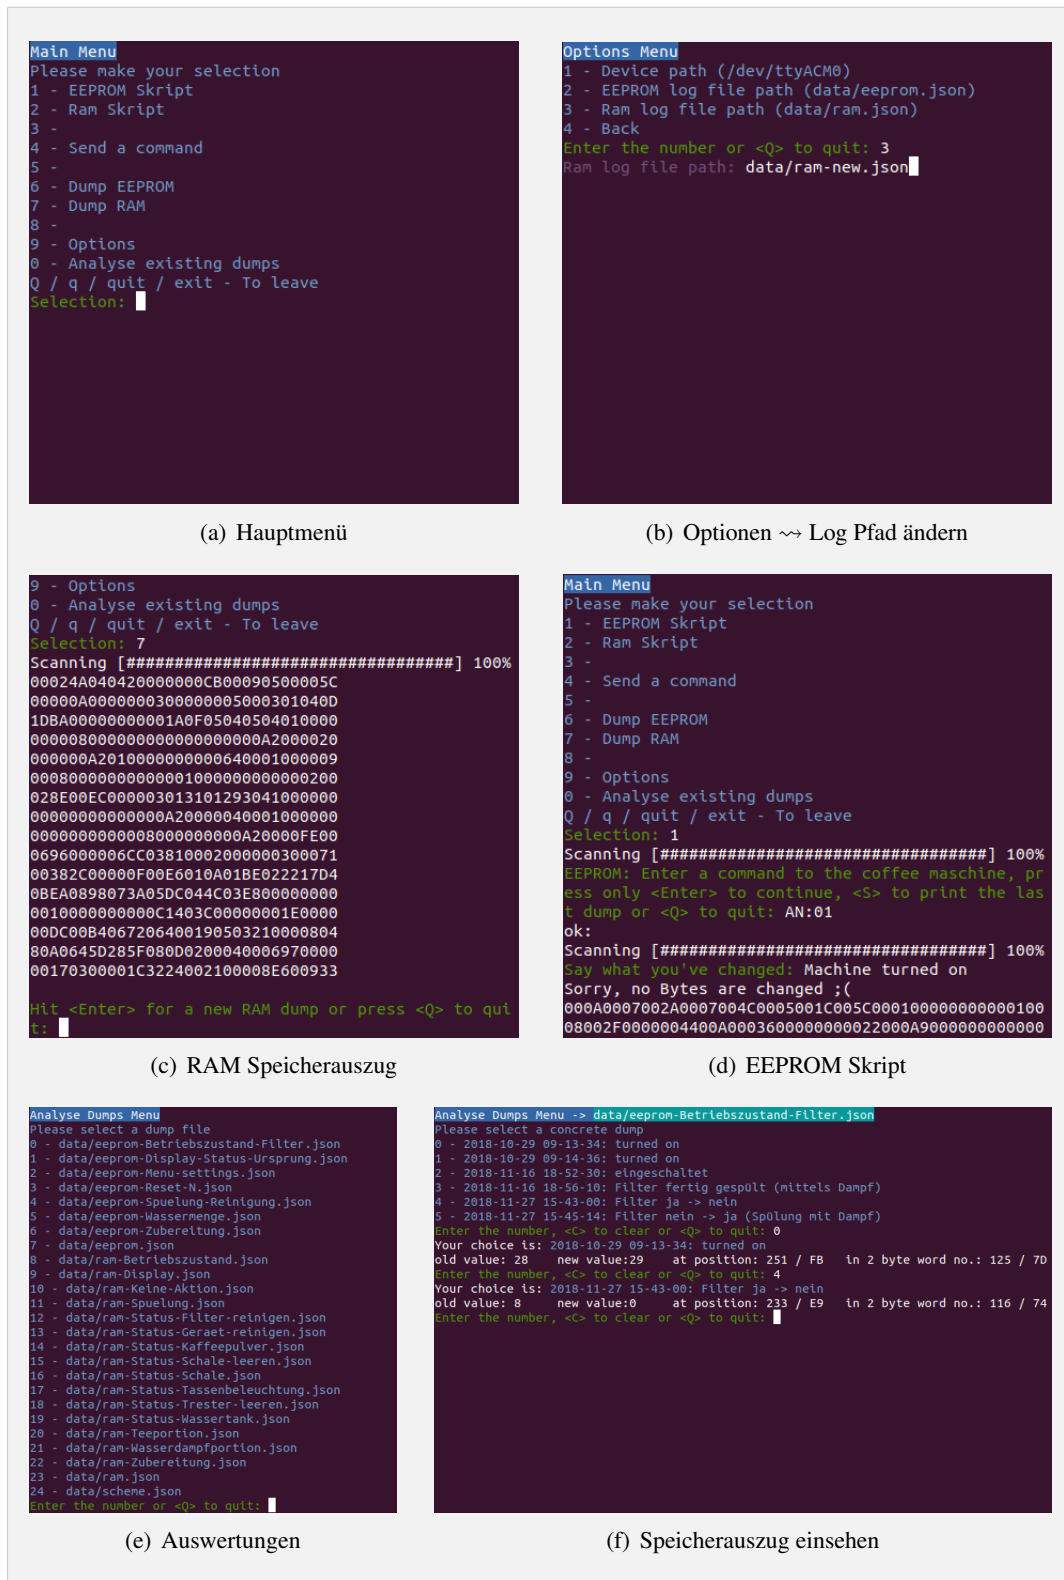 Main Menu
Please make your selection
1 - EEPROM Skript
2 - Ram Skript
3 -
4 - Send a command
5 -
6 - Dump EEPROM
7 - Dump RAM
8 -
9 - Options
0 - Analyse existing dumps
Q / q / quit / exit - To leave
Selection:
(a) Hauptmenü
Options Menu
1 - Device path (/dev/ttyACM0)
2 - EEPROM log file path (data/eeprom.json)
3 - Ram log file path (data/ram.json)
4 - Back
Enter the number or <Q> to quit: 3
Ram log file path: data/ram-new.json
(b) Optionen ⇝ Log Pfad ändern
9 - Options
0 - Analyse existing dumps
Q / q / quit / exit - To leave
Selection: 7
Scanning [##################################] 100%
00024A040420000000CB00090500005C
00000A0000000300000005000301040D
1DBA00000000001A0F05040504010000
0000080000000000000000000A2000020
000000A2010000000000640001000009
00080000000000001000000000000200
028E00EC000003013101293041000000
00000000000000A20000040001000000
0000000000008000000000A20000FE00
0696000006CC03810002000000300071
00382C00000F00E6010A01BE022217D4
0BEA0898073A05DC044C03E800000000
0010000000000C1403C00000001E0000
00DC00B4067206400190503210000804
80A0645D285F080D0200040006970000
00170300001C3224002100008E600933
Hit <Enter> for a new RAM dump or press <Q> to qui
t:
(c) RAM Speicherauszug
Main Menu
Please make your selection
1 - EEPROM Skript
2 - Ram Skript
3 -
4 - Send a command
5 -
6 - Dump EEPROM
7 - Dump RAM
8 -
9 - Options
0 - Analyse existing dumps
Q / q / quit / exit - To leave
Selection: 1
Scanning [##################################] 100%
EEPROM: Enter a command to the coffee maschine, pr
ess only <Enter> to continue, <S> to print the las
t dump or <Q> to quit: AN:01
ok:
Scanning [##################################] 100%
Say what you've changed: Machine turned on
Sorry, no Bytes are changed ;(
000A0007002A0007004C0005001C005C0001000000000100
08002F0000004400A00036000000000022000A9000000000000
(d) EEPROM Skript
Analyse Dumps Menu
Please select a dump file
0 - data/eeprom-Betriebszustand-Filter.json
1 - data/eeprom-Display-Status-Ursprung.json
2 - data/eeprom-Menu-settings.json
3 - data/eeprom-Reset-N.json
4 - data/eeprom-Spuelung-Reinigung.json
5 - data/eeprom-Wassermenge.json
6 - data/eeprom-Zubereitung.json
7 - data/eeprom.json
8 - data/ram-Betriebszustand.json
9 - data/ram-Display.json
10 - data/ram-Keine-Aktion.json
11 - data/ram-Spuelung.json
12 - data/ram-Status-Filter-reinigen.json
13 - data/ram-Status-Geraet-reinigen.json
14 - data/ram-Status-Kaffeepulver.json
15 - data/ram-Status-Schale-leeren.json
16 - data/ram-Status-Schale.json
17 - data/ram-Status-Tassenbeleuchtung.json
18 - data/ram-Status-Trester-leeren.json
19 - data/ram-Status-Wassertank.json
20 - data/ram-Teeportion.json
21 - data/ram-Wasserdampfportion.json
22 - data/ram-Zubereitung.json
23 - data/ram.json
24 - data/scheme.json
Enter the number or <Q> to quit:
(e) Auswertungen
Analyse Dumps Menu -> data/eeprom-Betriebszustand-Filter.json
Please select a concrete dump
0 - 2018-10-29 09-13-34: turned on
1 - 2018-10-29 09-14-36: turned on
2 - 2018-11-16 18-52-30: eingeschaltet
3 - 2018-11-16 18-56-10: Filter fertig gespült (mittels Dampf)
4 - 2018-11-27 15-43-00: Filter ja -> nein
5 - 2018-11-27 15-45-14: Filter nein -> ja (Spülung mit Dampf)
Enter the number, <C> to clear or <Q> to quit: 0
Your choice is: 2018-10-29 09-13-34: turned on
old value: 28 new value:29 at position: 251 / FB in 2 byte word no.: 125 / 7D
Enter the number, <C> to clear or <Q> to quit: 4
Your choice is: 2018-11-27 15-43-00: Filter ja -> nein
old value: 8 new value:0 at position: 233 / E9 in 2 byte word no.: 116 / 74
Enter the number, <C> to clear or <Q> to quit:
(f) Speicherauszug einsehen